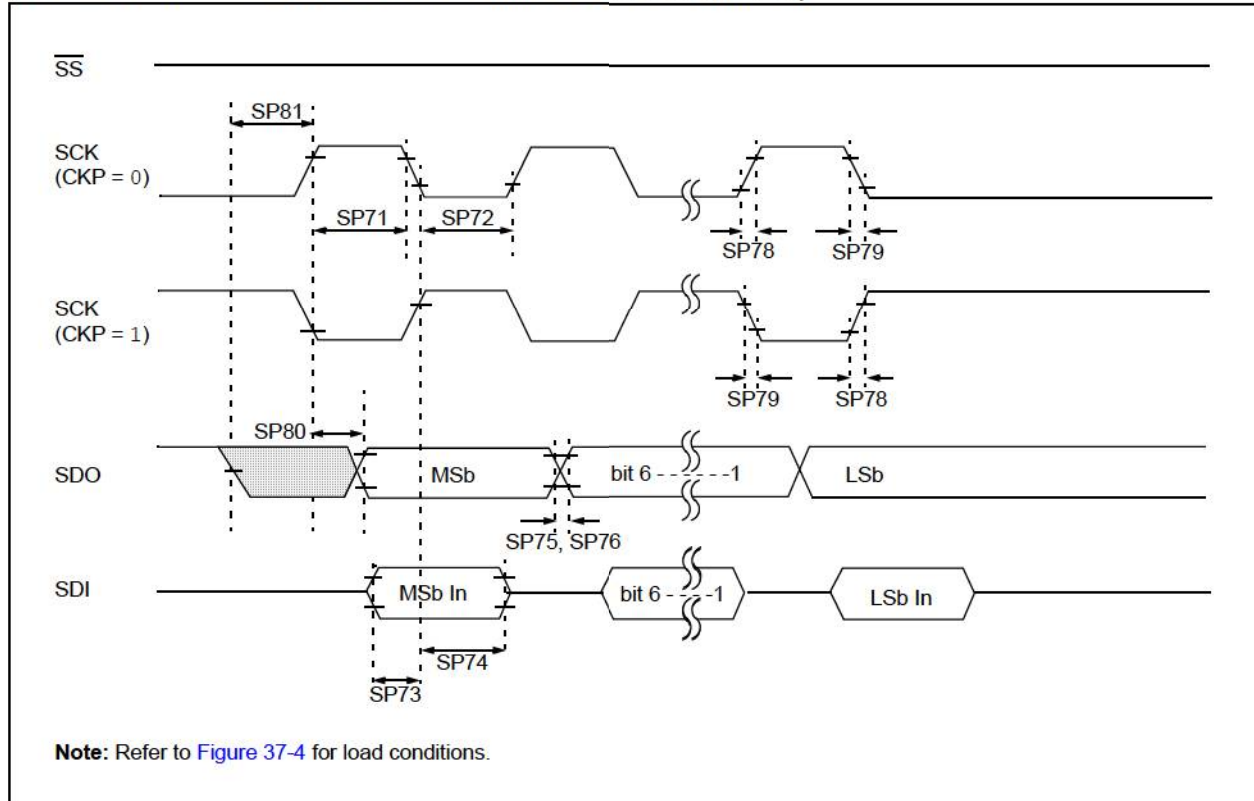 SS
SP81
SCK
(CKP = 0)
SP71
SP72
SP78
SP79
SCK
(CKP = 1)
SP79
SP78
SP80
SDO
MSb
bit 6 - - - - - -1
LSb
SP75, SP76
SDI
MSb In
bit 6 - - - -1
LSb In
SP74
SP73
Note: Refer to Figure 37-4 for load conditions.